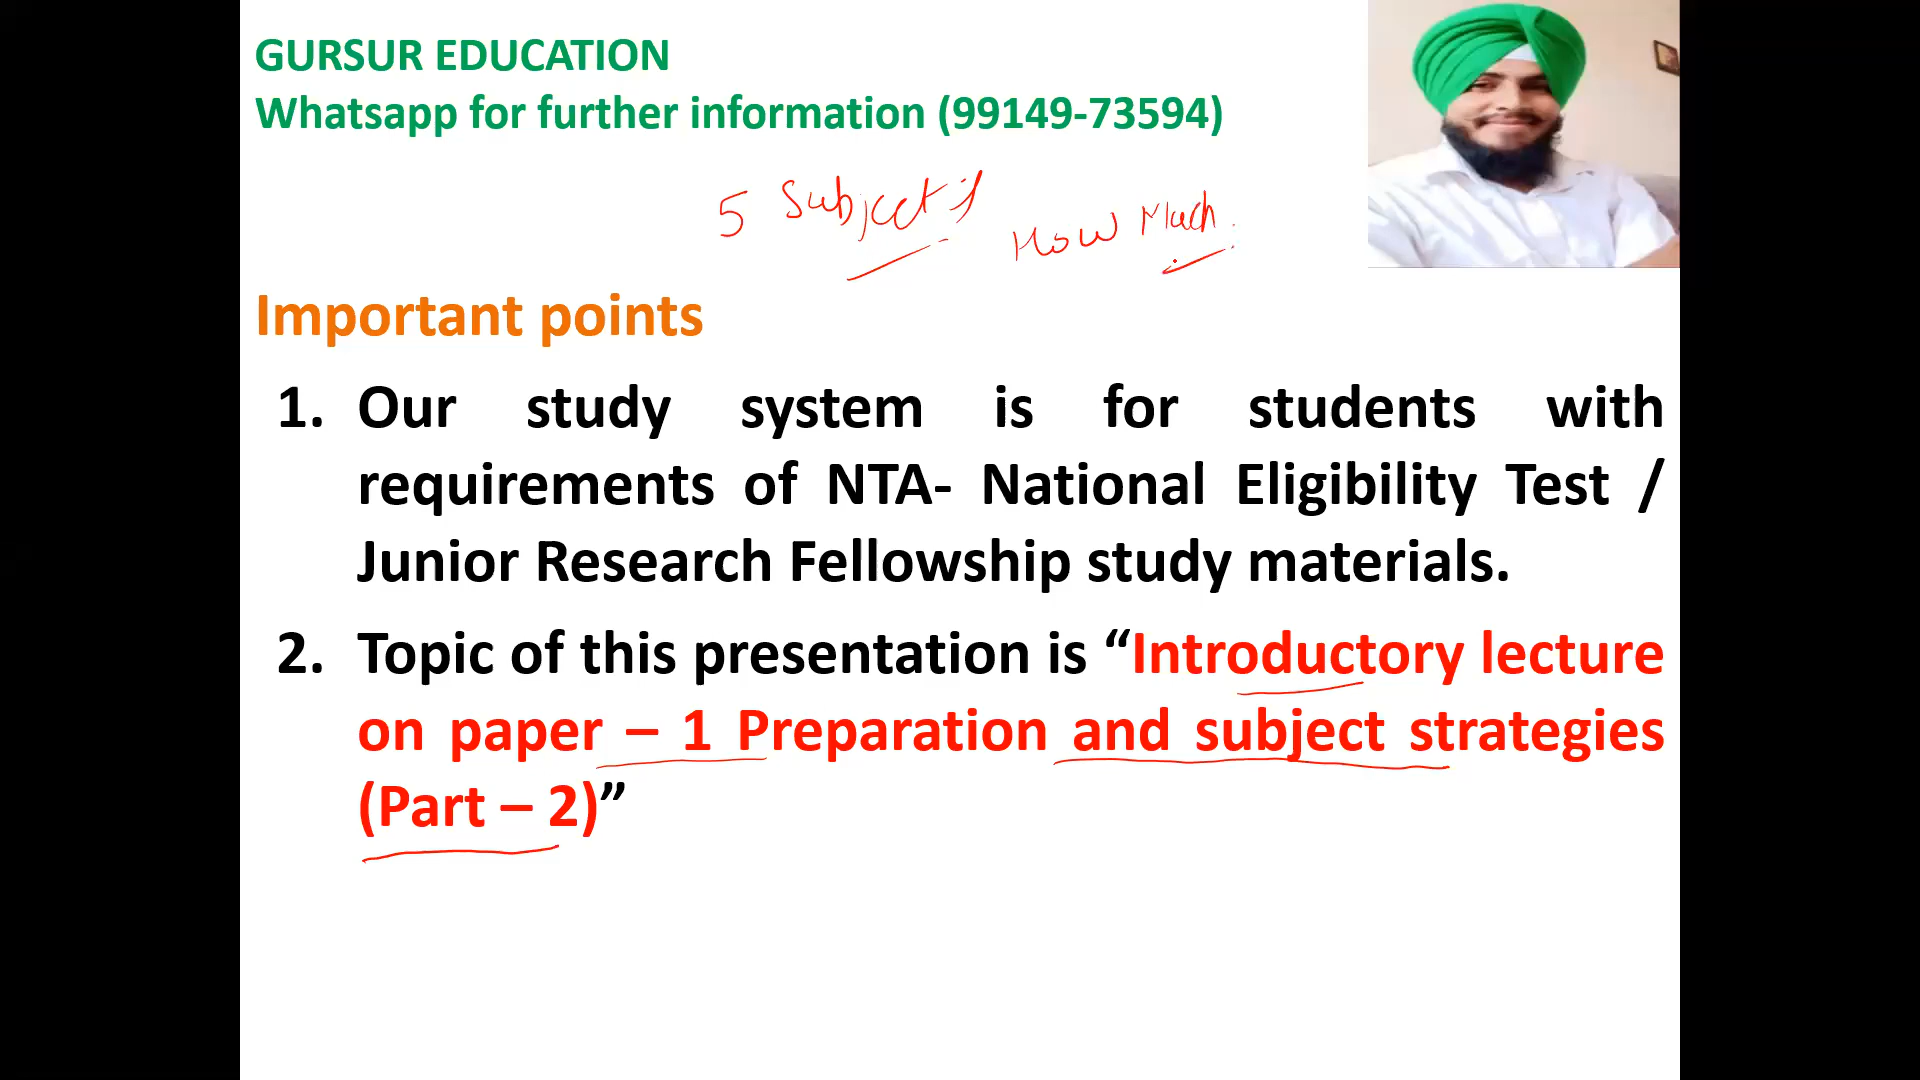 GURSUR EDUCATION
Whatsapp for further information (99149-73594)
5 Subject
How Much
Important points
1. Our study system is for students with
requirements of NTA- National Eligibility Test /
Junior Research Fellowship study materials.
2. Topic of this presentation is “Introductory lecture
on paper – 1 Preparation and subject strategies
(Part – 2)”